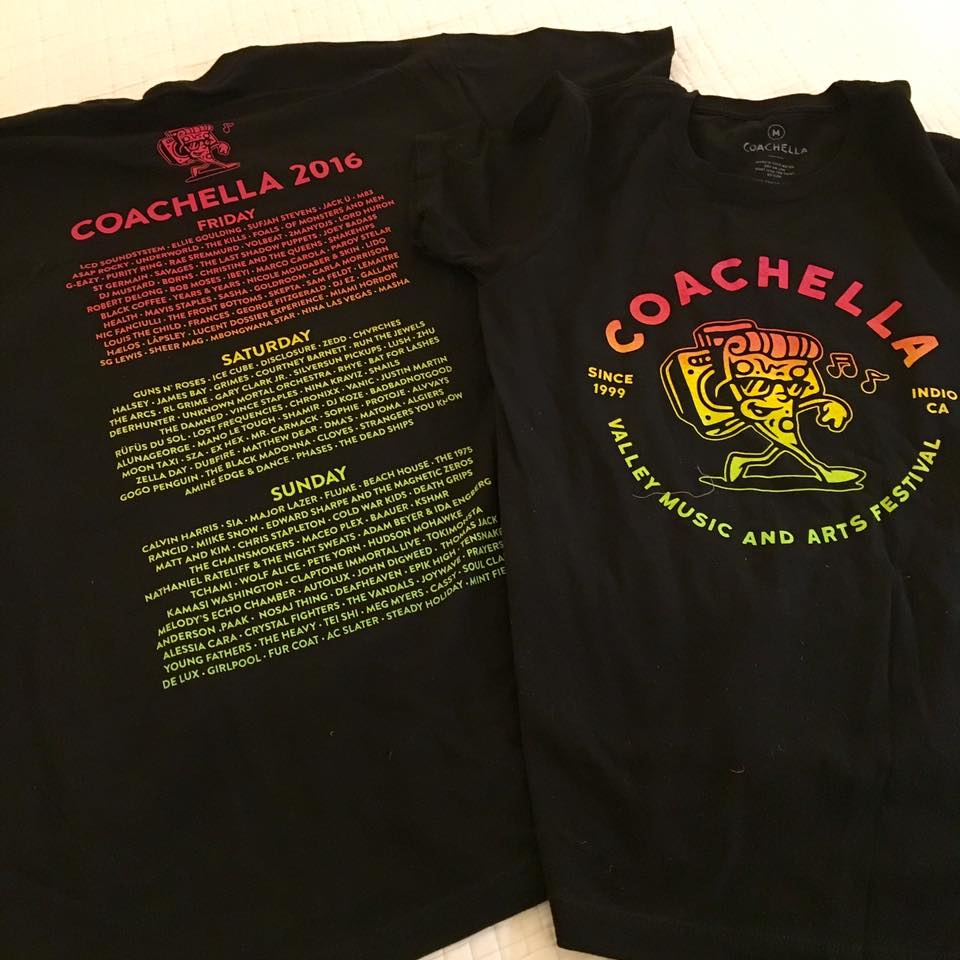 COACHELLA 2016
FRIDAY
LCD SOUNDSYSTEM · ELLIE GOULDING · SUFJAN STEVENS · JACK Ü · M83
A$AP ROCKY · UNDERWORLD · THE KILLS · FOALS · OF MONSTERS AND MEN
G-EAZY · PURITY RING · RAE SREMMURD · VOLBEAT · 2MANYDJS · LORD HURON
ST GERMAIN · SAVAGES · THE LAST SHADOW PUPPETS · JOEY BADASS
DJ MUSTARD · BORNS · CHRISTINE AND THE QUEENS · SNAKEHIPS
ROBERT DELONG · BOB MOSES · IBEYI · MARCO CAROLA · PAROV STELAR
BLACK COFFEE · YEARS & YEARS · NICOLE MOUDABER & SKIN · LIDO
HEALTH · MAVIS STAPLES · SASHA · GOLDROOM · CARLA MORRISON
NIC FANCIULLI · THE FRONT BOTTOMS · SKEPTA · SAM FELDT · LEMAITRE
LOUIS THE CHILD · FRANCES · GEORGE FITZGERALD · DJ EZ · GALLANT
HÆLOS · LÅPSLEY · LUCENT DOSSIER EXPERIENCE · MIAMI HORROR
SG LEWIS · SHEER MAG · MBONGWANA STAR · NINA LAS VEGAS · MASHA
SATURDAY
GUNS N' ROSES · ICE CUBE · DISCLOSURE · ZEDD · CHVRCHES
HALSEY · JAMES BAY · GRIMES · COURTNEY BARNETT · RUN THE JEWELS
THE ARCS · RL GRIME · GARY CLARK JR. · SILVERSUN PICKUPS · LUSH · ZHU
DEERHUNTER · UNKNOWN MORTAL ORCHESTRA · RHYE · BAT FOR LASHES
THE DAMNED · VINCE STAPLES · NINA KRAVIZ · SNAILS
RÜFÜS DU SOL · LOST FREQUENCIES · CHRONIXX · VANIC · JUSTIN MARTIN
ALUNAGEORGE · MANO LE TOUGH · SHAMIR · DJ KOZE · BADBADNOTGOOD
MOON TAXI · SZA · EX HEX · MR. CARMACK · SOPHIE · PROTOJE · ALVVAYS
ZELLA DAY · DUBFIRE · MATTHEW DEAR · DMA'S · MATOMA · ALGIERS
GOGO PENGUIN · THE BLACK MADONNA · CLOVES · STRANGERS YOU KNOW
AMINE EDGE & DANCE · PHASES · THE DEAD SHIPS
SUNDAY
CALVIN HARRIS · SIA · MAJOR LAZER · FLUME · BEACH HOUSE · THE 1975
RANCID · MIIKE SNOW · EDWARD SHARPE AND THE MAGNETIC ZEROS
MATT AND KIM · CHRIS STAPLETON · COLD WAR KIDS · DEATH GRIPS
THE CHAINSMOKERS · MACEO PLEX · BAAUER · KSHMR
NATHANIEL RATELIFF & THE NIGHT SWEATS · ADAM BEYER & IDA ENGBERG
TCHAMI · WOLF ALICE · PETE YORN · HUDSON MOHAWKE · TOKIMONSTA
KAMASI WASHINGTON · CLAPTONE IMMORTAL LIVE · THOMAS JACK
MELODY'S ECHO CHAMBER · AUTOLUX · JOHN DIGWEED
ANDERSON .PAAK · NOSAJ THING · DEAFHEAVEN · EPIK HIGH
ALESSIA CARA · CRYSTAL FIGHTERS · THE VANDALS · JOYWAVE · PRAYERS
YOUNG FATHERS · THE HEAVY · TEI SHI · MEG MYERS · CASSY · SOUL CLA
DE LUX · GIRLPOOL · FUR COAT · AC SLATER · STEADY HOLIDAY · MINT FIE
M
COACHELLA
COACHELLA
SINCE
1999
INDIO
CA
VALLEY MUSIC AND ARTS FESTIVAL